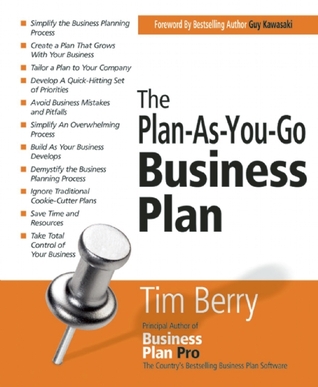 Foreword By Bestselling Author Guy Kawasaki
Simplify the Business Planning
Process
Create a Plan That Grows
With Your Business
Tailor a Plan to Your Company
Develop A Quick-Hitting Set
of Priorities
Avoid Business Mistakes
and Pitfalls
Simplify An Overwhelming
Process
Build As Your Business
Develops
Demystify the Business
Planning Process
Ignore Traditional
Cookie-Cutter Plans
Save Time and
Resources
Take Total
Control of
Your Business
The
Plan-As-You-Go
Business
Plan
Tim Berry
Principal Author of
Business
Plan Pro
The Country's Bestselling Business Plan Software